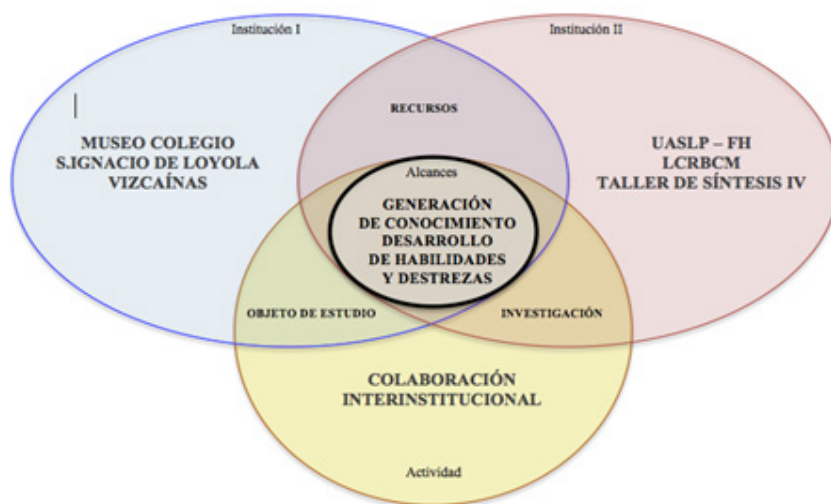 Institución I
Institución II
RECURSOS
MUSEO COLEGIO
S.IGNACIO DE LOYOLA
VIZCAÍNAS
UASLP – FH
LCRBCM
TALLER DE SÍNTESIS IV
Alcances
GENERACIÓN
DE CONOCIMIENTO
DESARROLLO
DE HABILIDADES
Y DESTREZAS
OBJETO DE ESTUDIO
INVESTIGACIÓN
COLABORACIÓN
INTERINSTITUCIONAL
Actividad